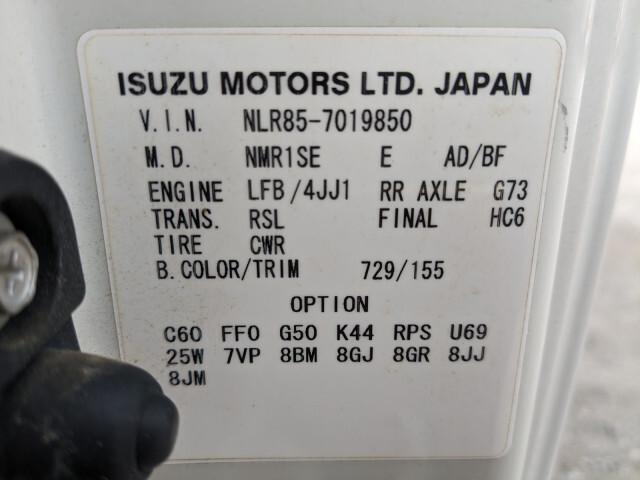 ISUZU MOTORS LTD. JAPAN
V.I.N. NLR85-7019850
M.D. NMR1SE E AD/BF
ENGINE LFB/4JJ1 RR AXLE G73
TRANS. RSL FINAL HC6
TIRE CWR
B.COLOR/TRIM 729/155
OPTION
C60 FF0 G50 K44 RPS U69
25W 7VP 8BM 8GJ 8GR 8JJ
8JM